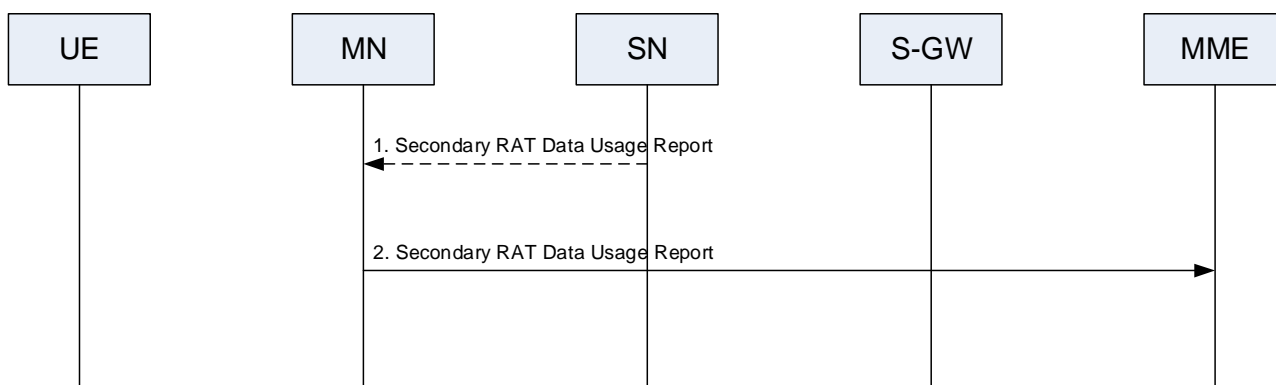 UE
MN
SN
S-GW
MME
1. Secondary RAT Data Usage Report
2. Secondary RAT Data Usage Report